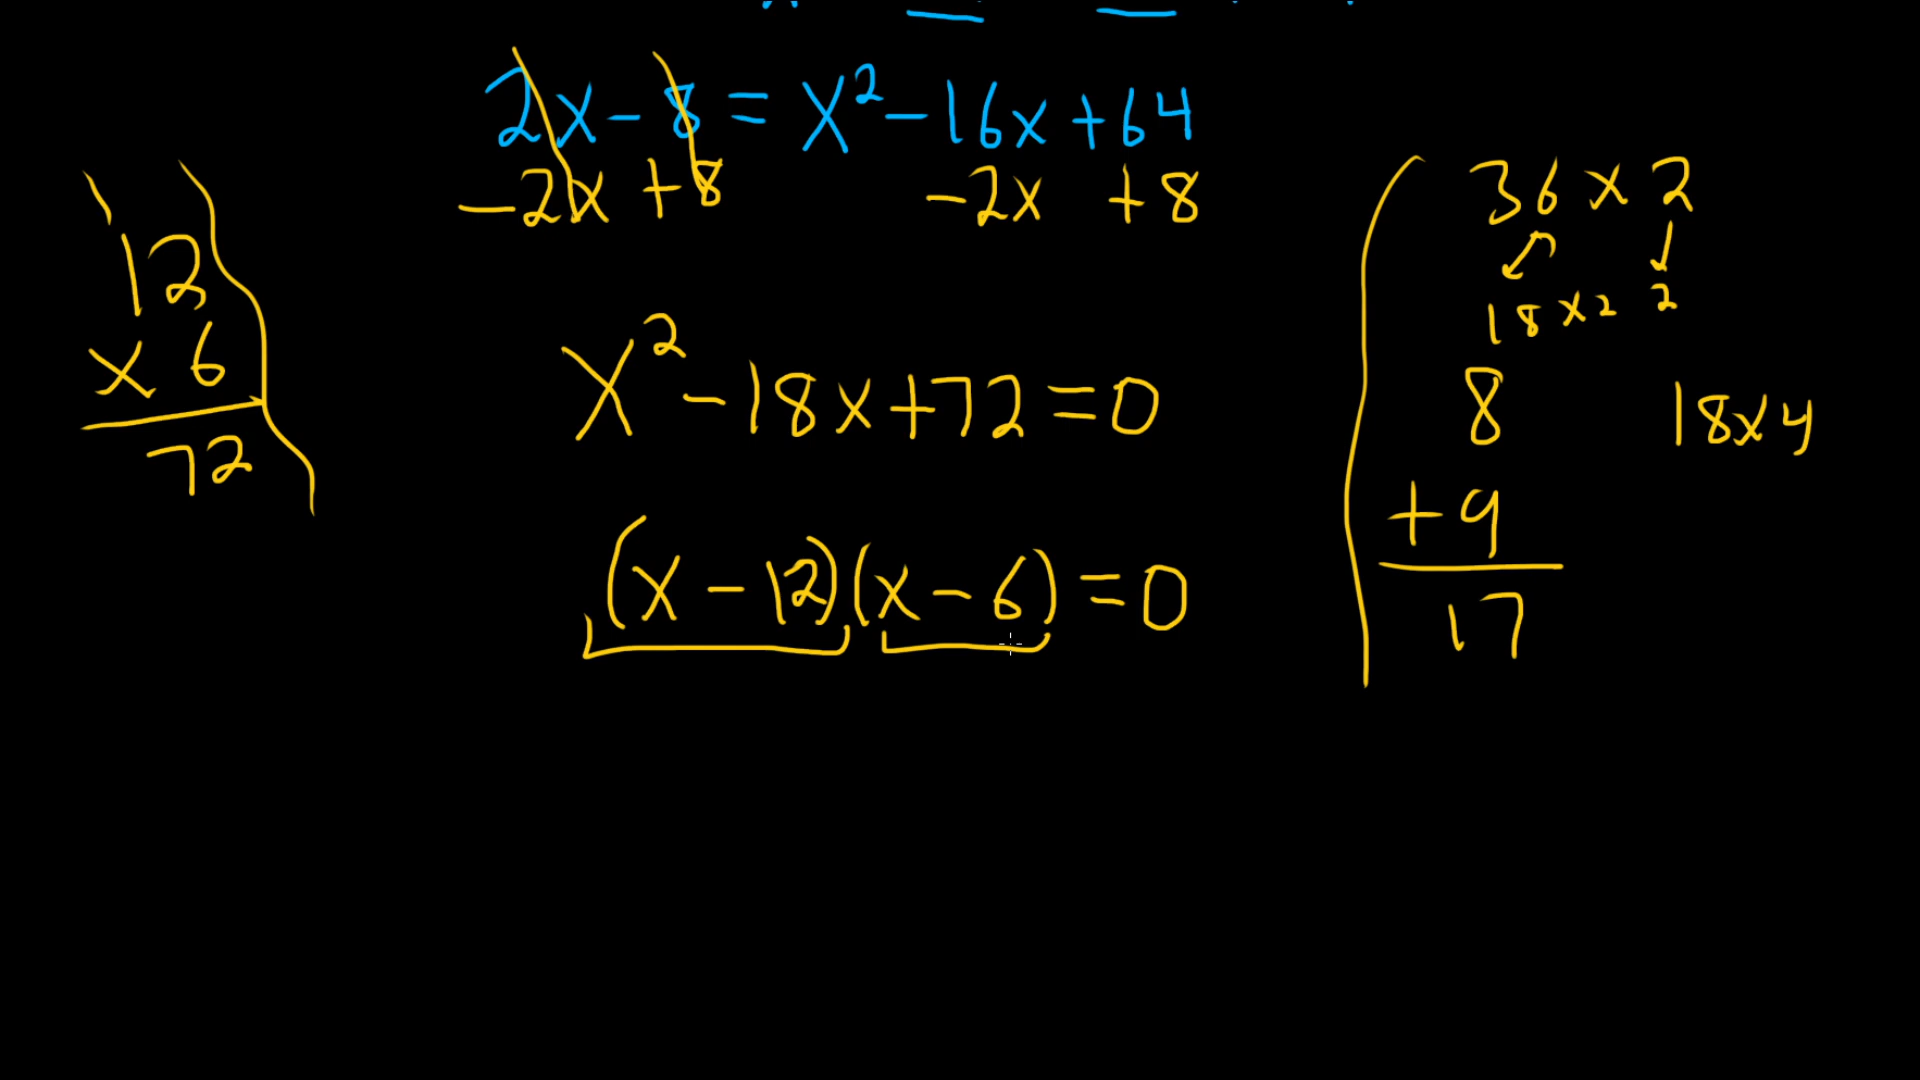 2x - 8 = x² - 16x + 64
- 2x + 8 - 2x + 8
x² - 18x + 72 = 0
(x - 12)(x - 6) = 0
12
x 6
72
36 x 2
18 x 2 2
8
18 x 4
+ 9
17